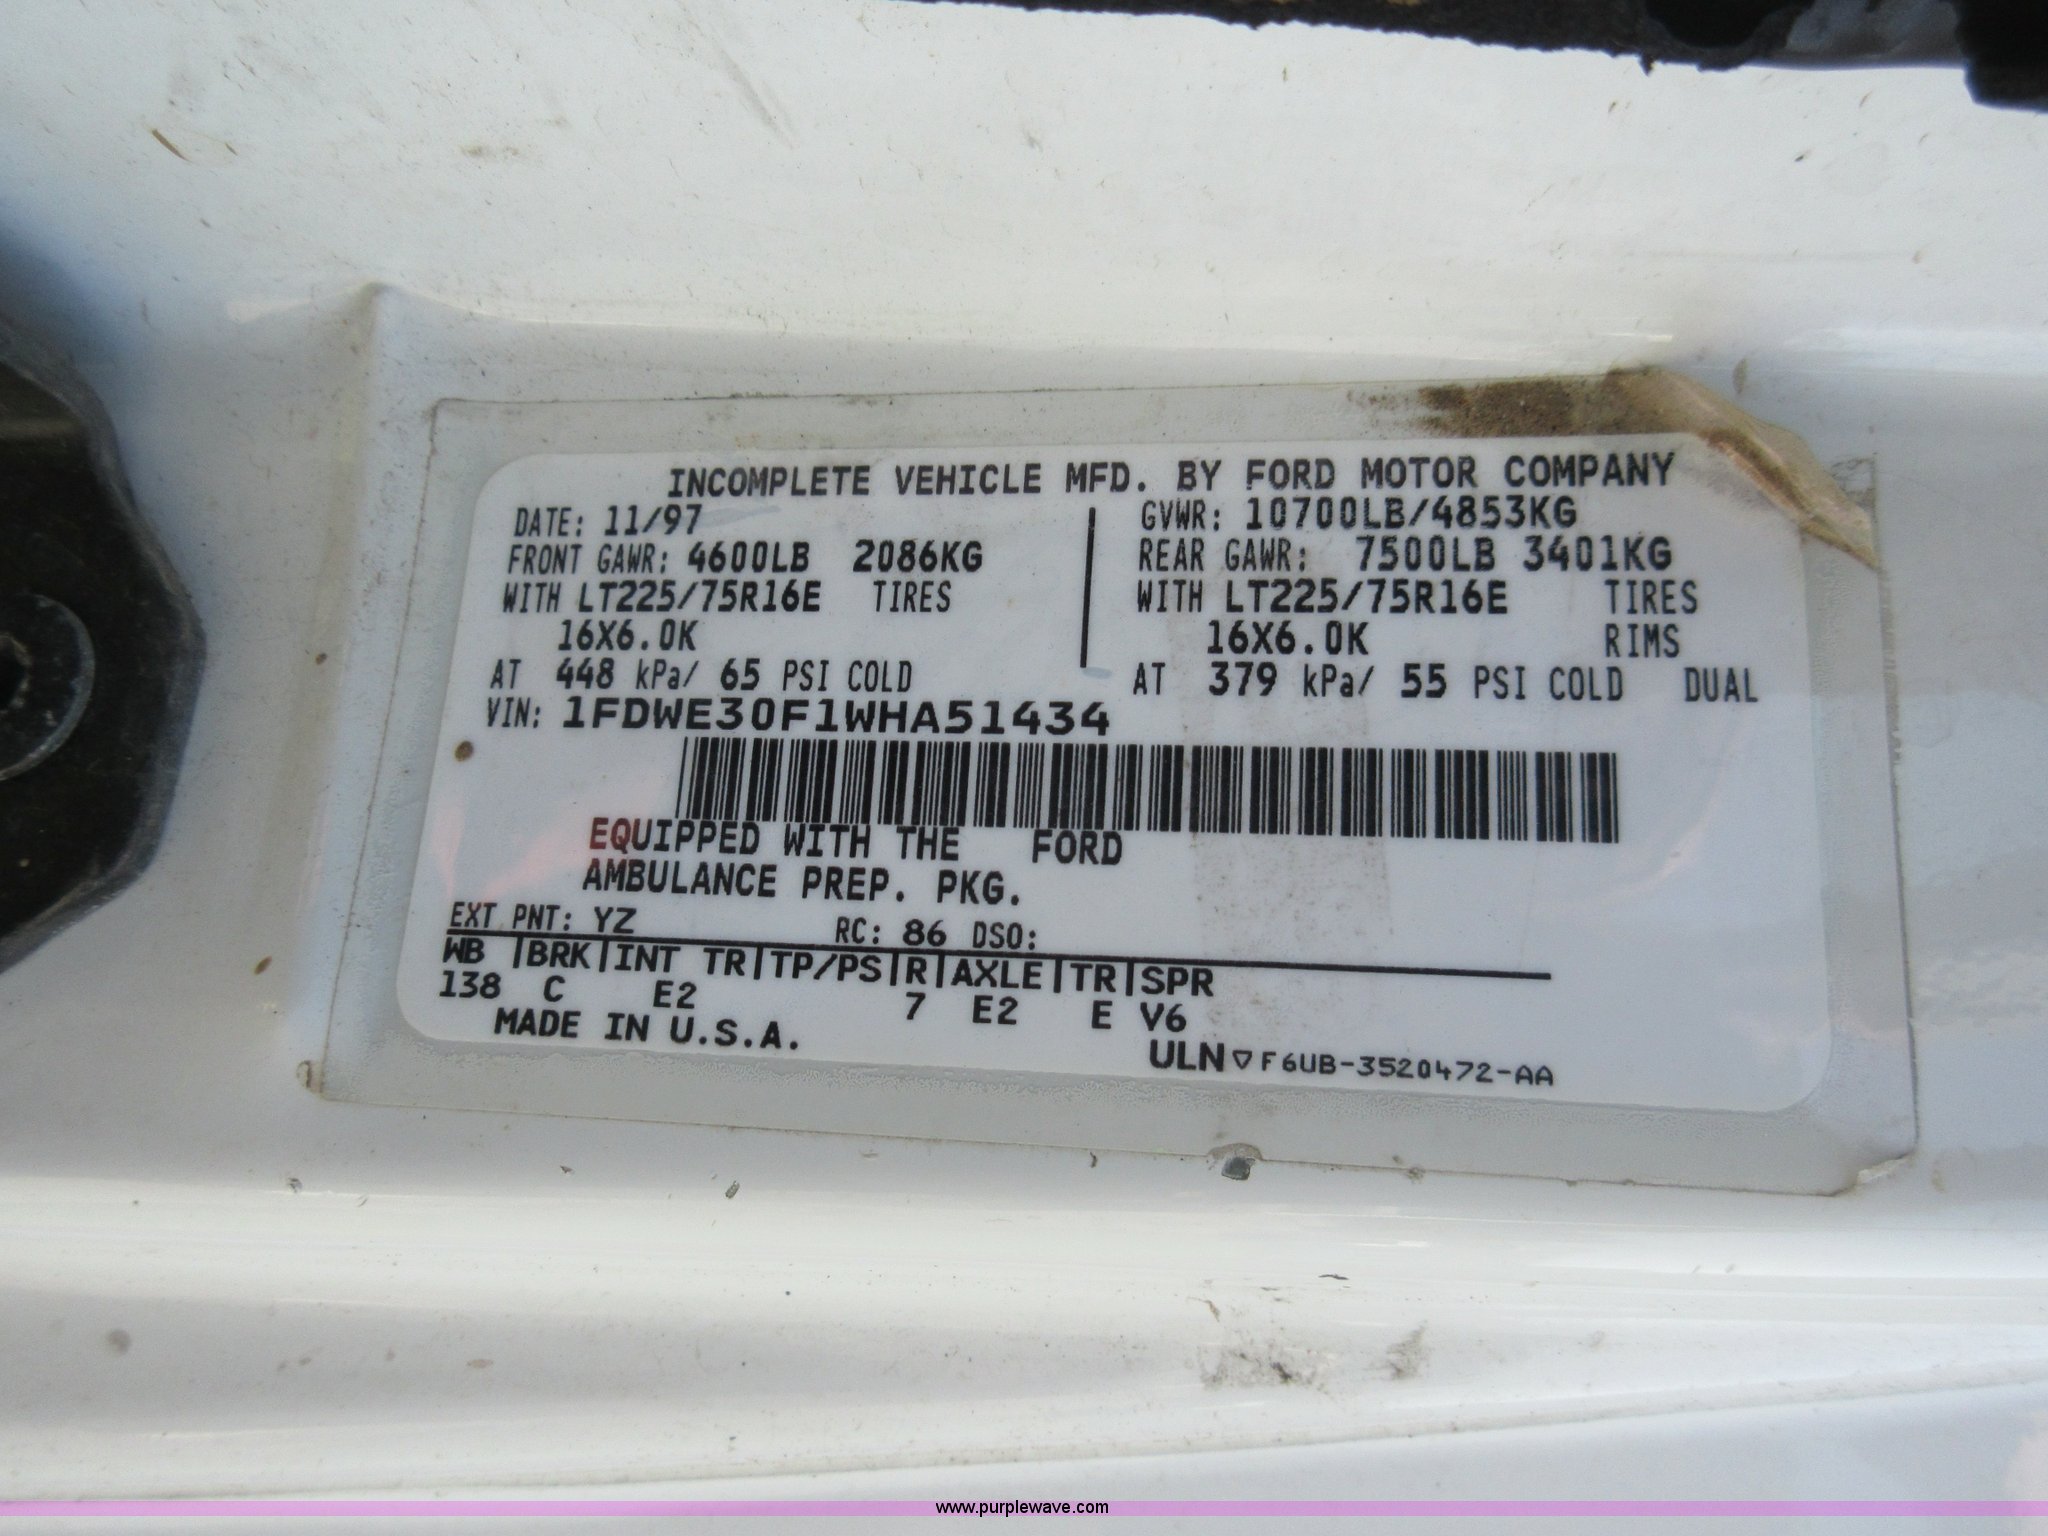 INCOMPLETE VEHICLE MFD. BY FORD MOTOR COMPANY
DATE: 11/97 GVWR: 10700LB/4853KG
FRONT GAWR: 4600LB 2086KG REAR GAWR: 7500LB 3401KG
WITH LT225/75R16E TIRES WITH LT225/75R16E TIRES
16X6.0K 16X6.0K RIMS
AT 448 kPa/ 65 PSI COLD AT 379 kPa/ 55 PSI COLD DUAL
VIN: 1FDWE30F1WHA51434
EQUIPPED WITH THE FORD
AMBULANCE PREP. PKG.
EXT PNT: YZ RC: 86 DSO:
WB |BRK|INT TR|TP/PS|R|AXLE|TR|SPR
138 C E2 7 E2 E V6
MADE IN U.S.A.
ULN▽F6UB-3520472-AA
www.purplewave.com